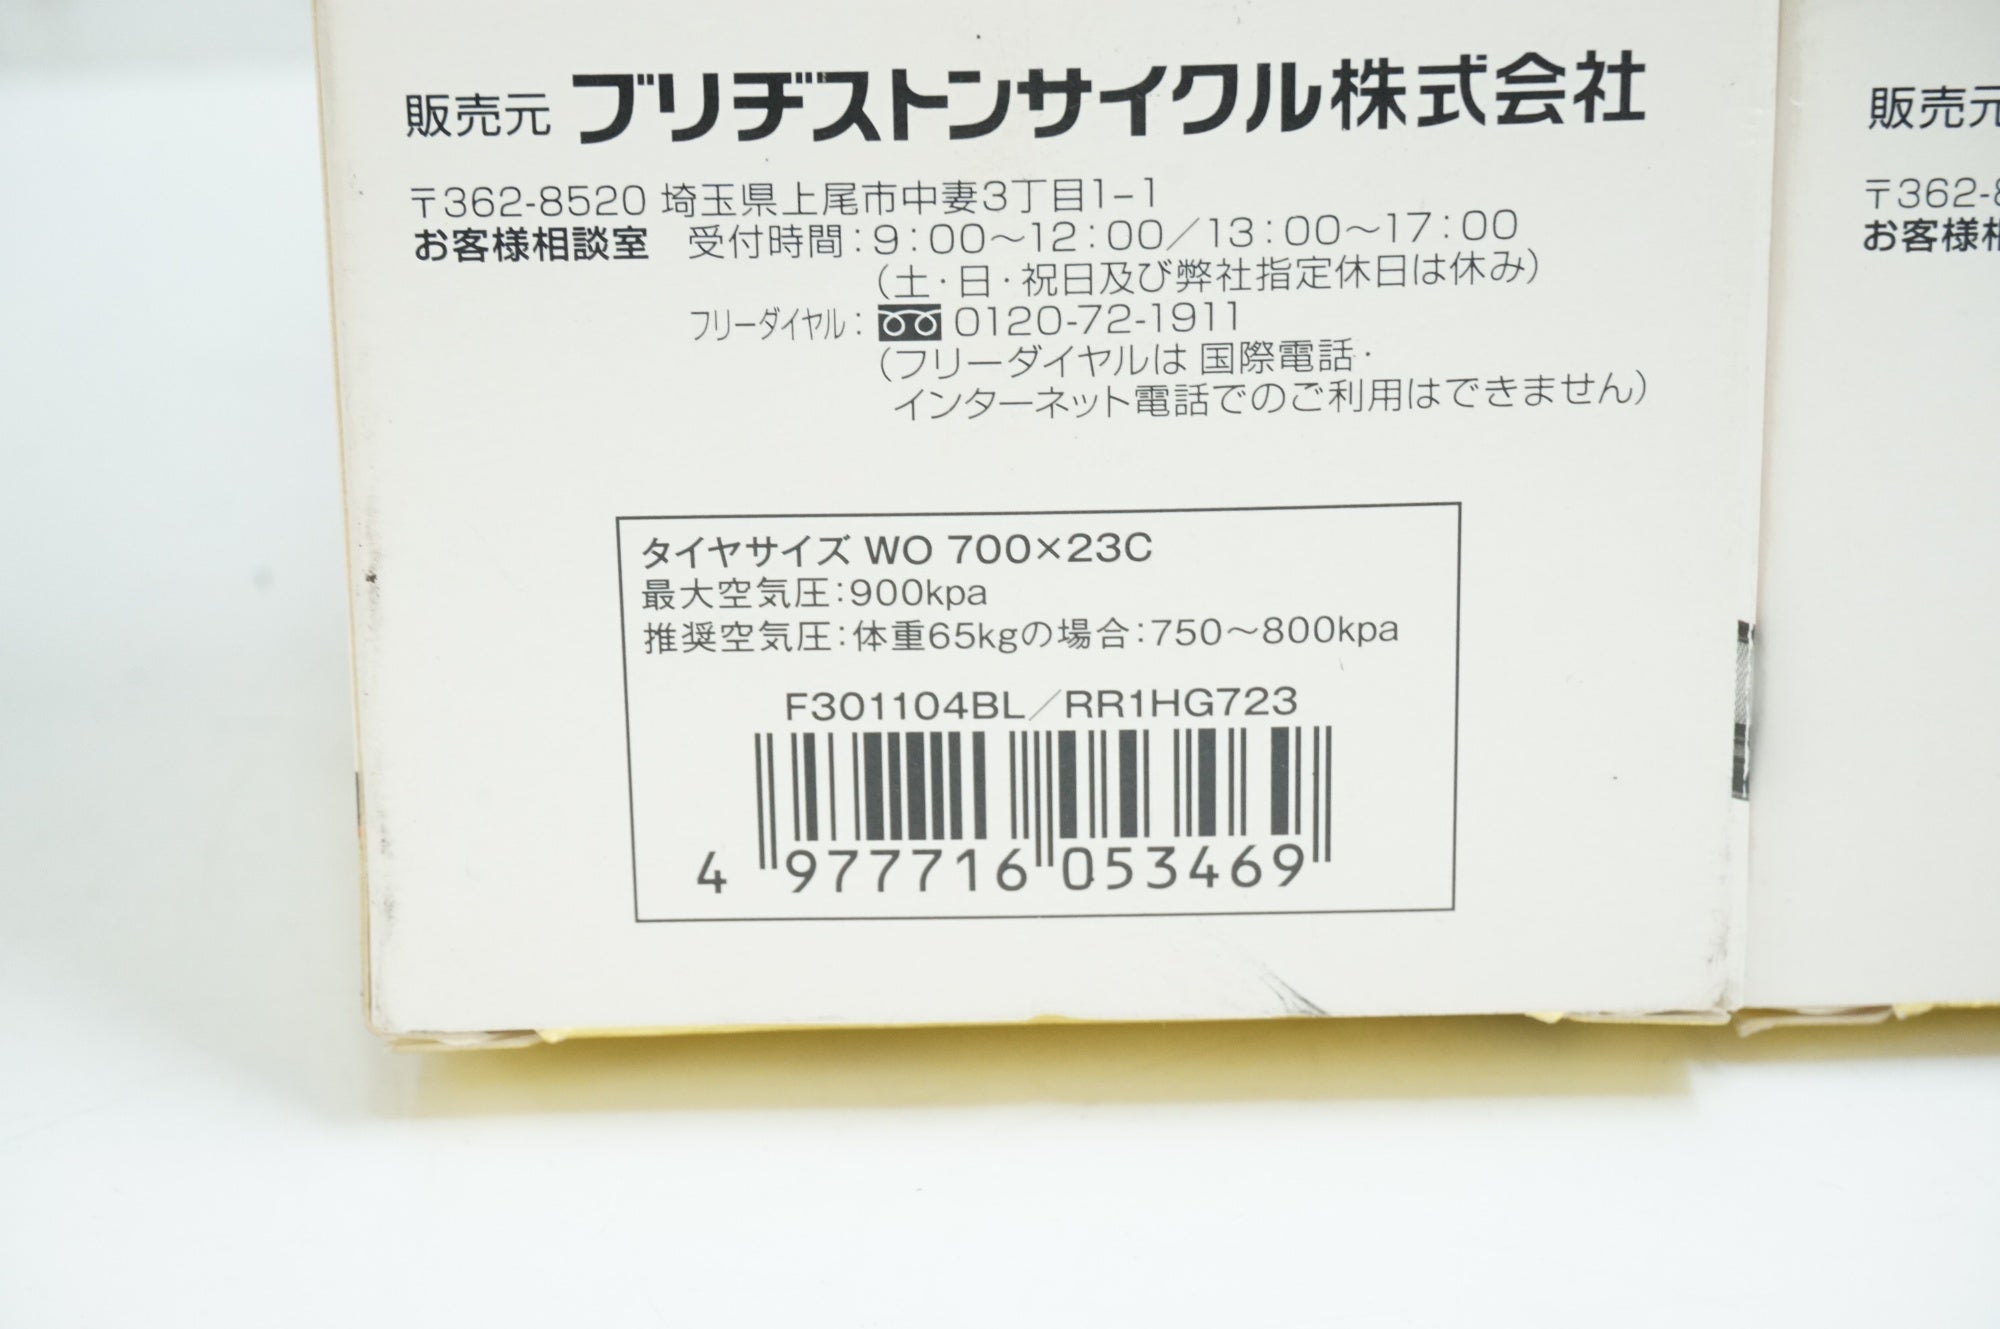 販売元 ブリヂストンサイクル株式会社
〒362-8520 埼玉県上尾市中妻3丁目1-1
お客様相談室 受付時間：9：00～12：00／13：00～17：00
（土・日・祝日及び弊社指定休日は休み）
フリーダイヤル： 0120-72-1911
（フリーダイヤルは 国際電話・
インターネット電話でのご利用はできません）
タイヤサイズ WO 700×23C
最大空気圧：900kpa
推奨空気圧：体重65kgの場合：750～800kpa
F301104BL／RR1HG723
4 977716 053469
販売元
〒362-8
お客様